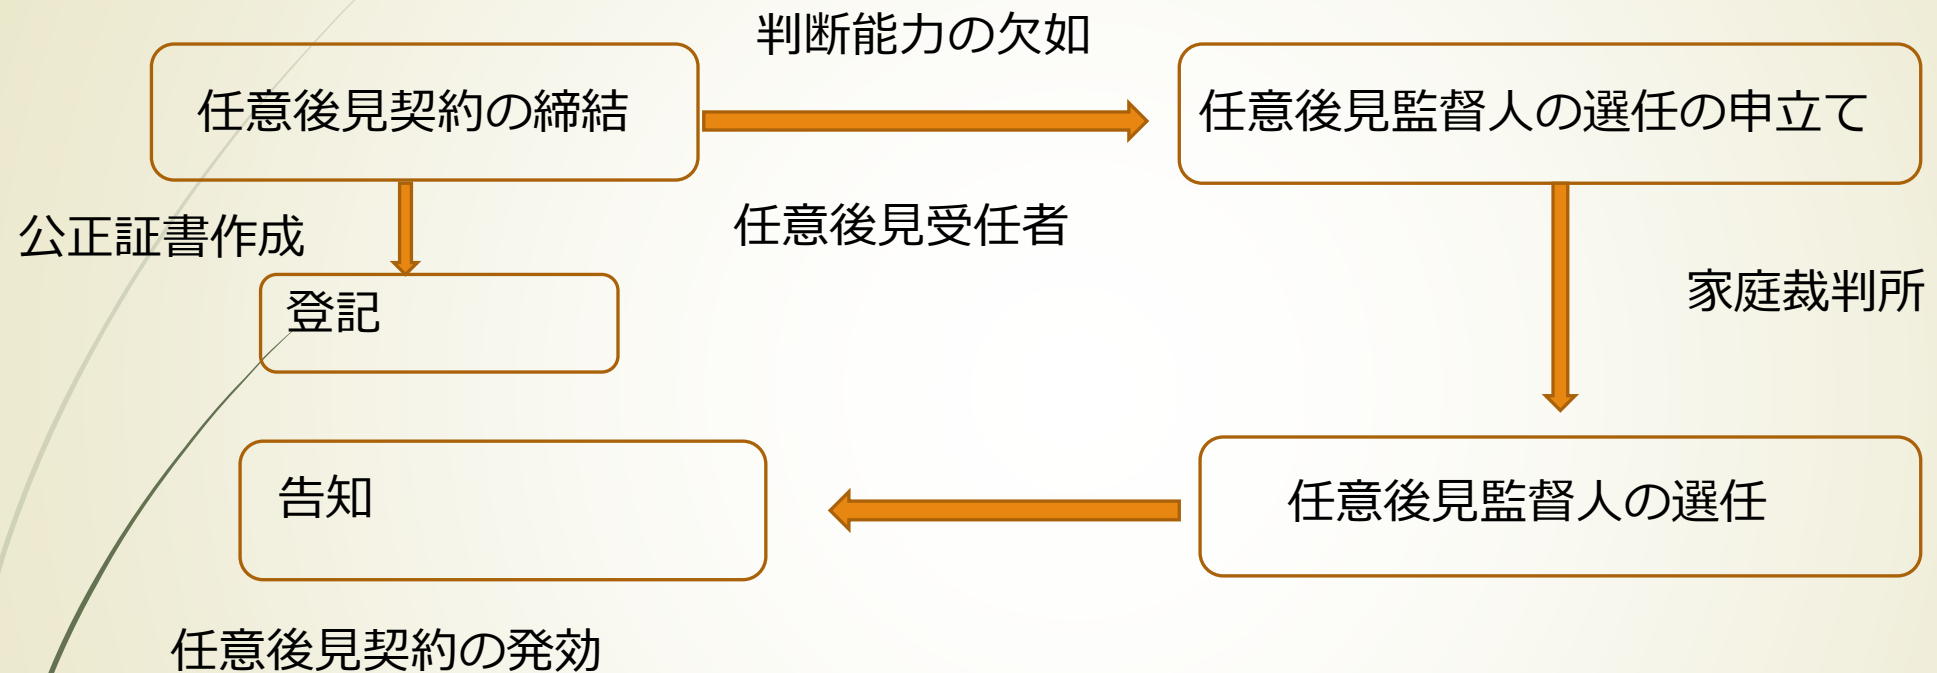 判断能力の欠如
任意後見契約の締結
任意後見監督人の選任の申立て
公正証書作成
任意後見受任者
家庭裁判所
登記
告知
任意後見監督人の選任
任意後見契約の発効